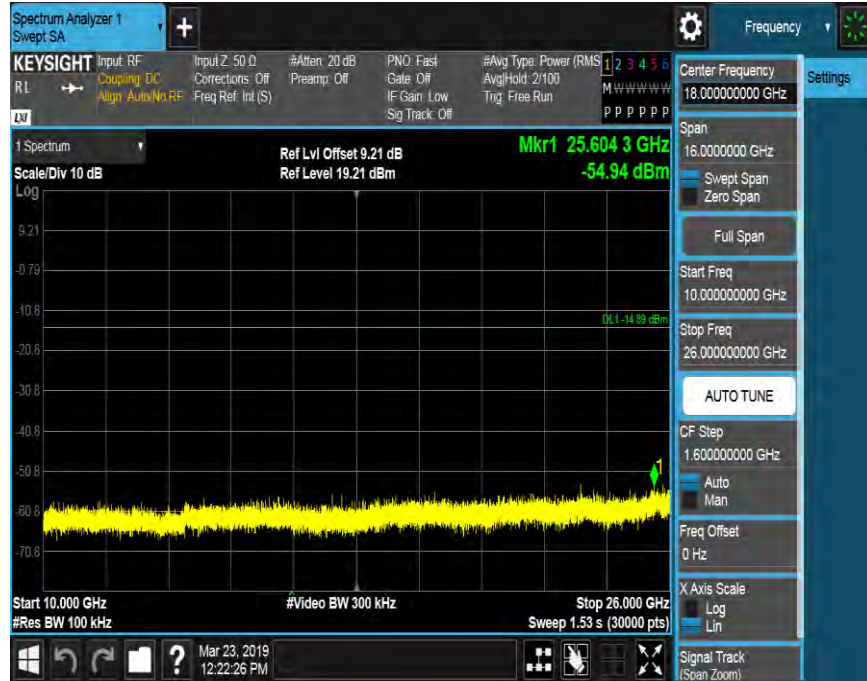 Spectrum Analyzer 1
Swept SA
+
Frequency
KEYSIGHT
RL
LXI
Input: RF
Coupling: DC
Align: Auto/No RF
Input Z: 50 Ω
Corrections: Off
Freq Ref: Int (S)
#Atten: 20 dB
Preamp: Off
PNO: Fast
Gate: Off
IF Gain: Low
Sig Track: Off
#Avg Type: Power (RMS
Avg|Hold: 2/100
Trig: Free Run
1 2 3 4 5 6
M W W W W W
P P P P P P
1 Spectrum
Scale/Div 10 dB
Ref Lvl Offset 9.21 dB
Ref Level 19.21 dBm
Mkr1 25.604 3 GHz
-54.94 dBm
Log
9.21
-0.79
-10.8
DL1 -14.89 dBm
-20.8
-30.8
-40.8
-50.8
1
-60.8
-70.8
Start 10.000 GHz
#Res BW 100 kHz
#Video BW 300 kHz
Stop 26.000 GHz
Sweep 1.53 s (30000 pts)
?
Mar 23, 2019
12:22:26 PM
Center Frequency
18.000000000 GHz
Settings
Span
16.0000000 GHz
Swept Span
Zero Span
Full Span
Start Freq
10.000000000 GHz
Stop Freq
26.000000000 GHz
AUTO TUNE
CF Step
1.600000000 GHz
Auto
Man
Freq Offset
0 Hz
X Axis Scale
Log
Lin
Signal Track
(Span Zoom)